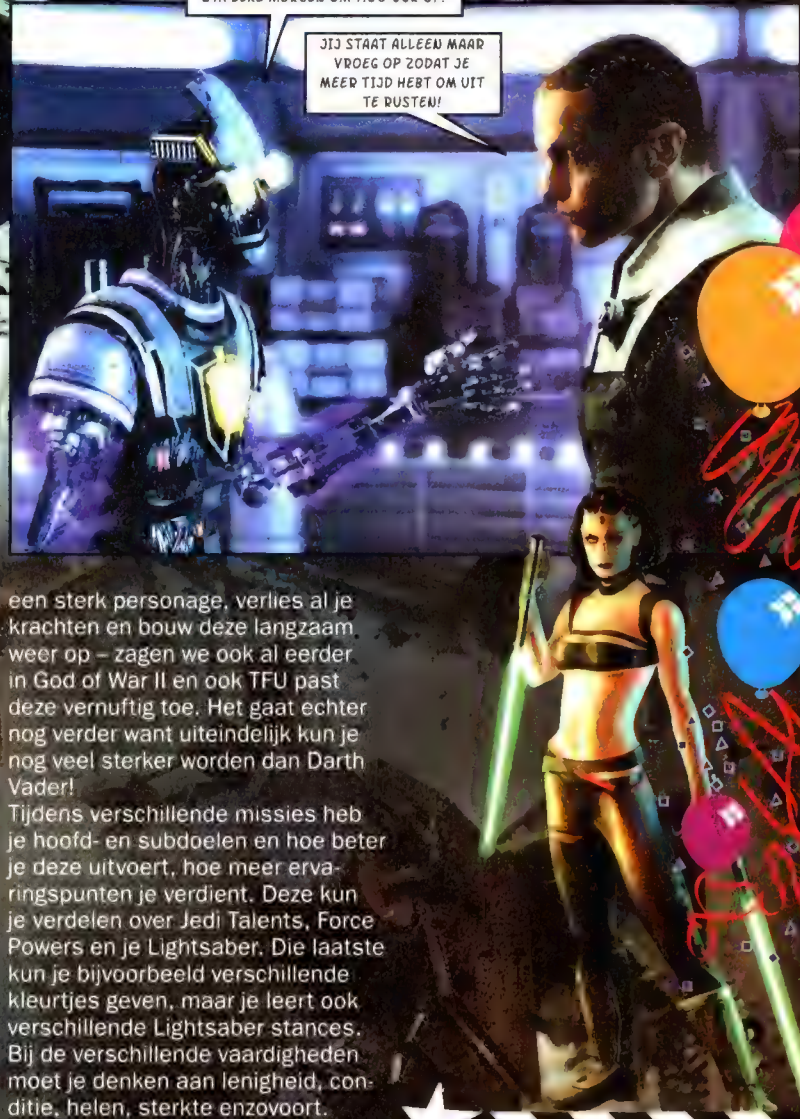 JIJ STAAT ALLEEN MAAR
VROEG OP ZODAT JE
MEER TIJD HEBT OM UIT
TE RUSTEN!
een sterk personage, verlies al je
krachten en bouw deze langzaam
weer op – zagen we ook al eerder
in God of War II en ook TFU past
deze vernuftig toe. Het gaat echter
nog verder want uiteindelijk kun je
nog veel sterker worden dan Darth
Vader!
Tijdens verschillende missies heb
je hoofd- en subdoelen en hoe beter
je deze uitvoert, hoe meer erva-
ringspunten je verdient. Deze kun
je verdelen over Jedi Talents, Force
Powers en je Lightsaber. Die laatste
kun je bijvoorbeeld verschillende
kleurtjes geven, maar je leert ook
verschillende Lightsaber stances.
Bij de verschillende vaardigheden
moet je denken aan lenigheid, con-
ditie, helen, sterkte enzovoort.